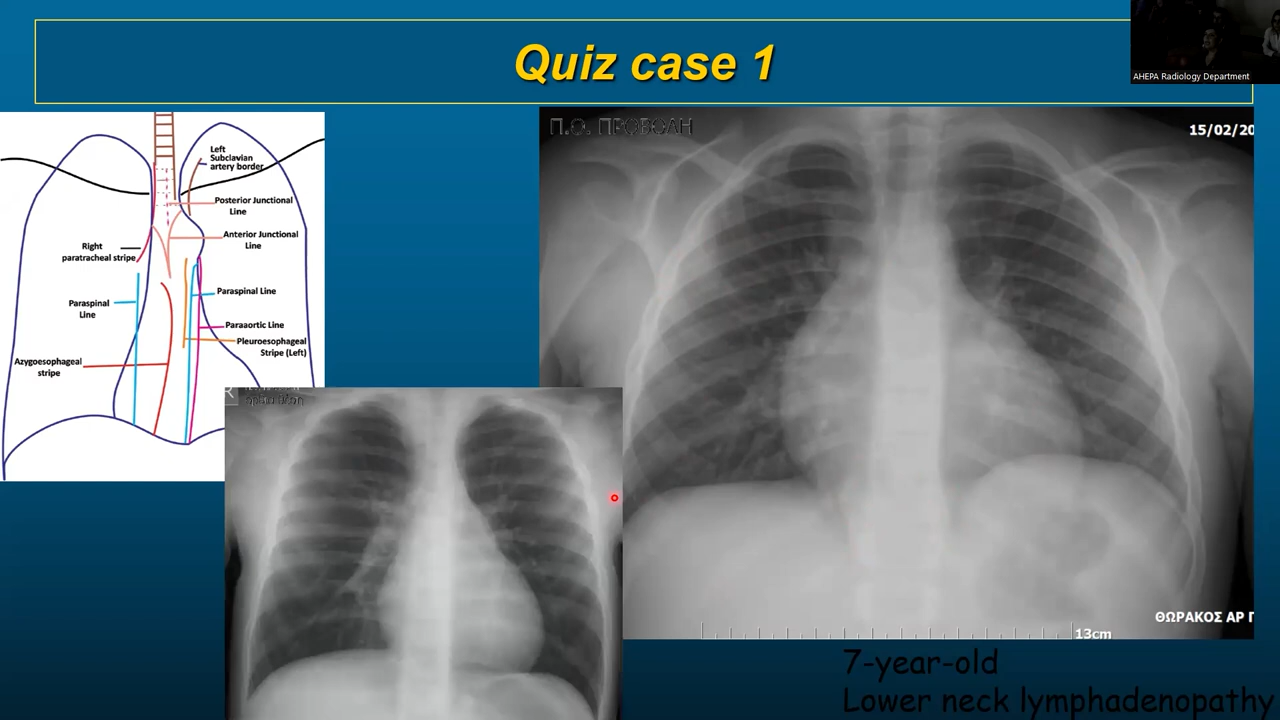 Quiz case 1
AHEPA Radiology Department
Left
Subclavian
artery border
Posterior Junctional
Line
Anterior Junctional
Line
Right
paratracheal stripe
Paraspinal
Line
Paraspinal Line
Paraaortic Line
Pleuroesophageal
Stripe (Left)
Azygoesophageal
stripe
Π.Ο. ΠΡΟΒΟΛΗ
15/02/20
R
13cm
ΘΩΡΑΚΟΣ ΑΡ Π
7-year-old
Lower neck lymphadenopathy